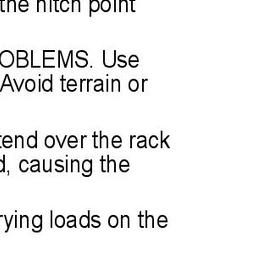 the hitch point
OBLEMS. Use
Avoid terrain or
tend over the rack
d, causing the
rying loads on the